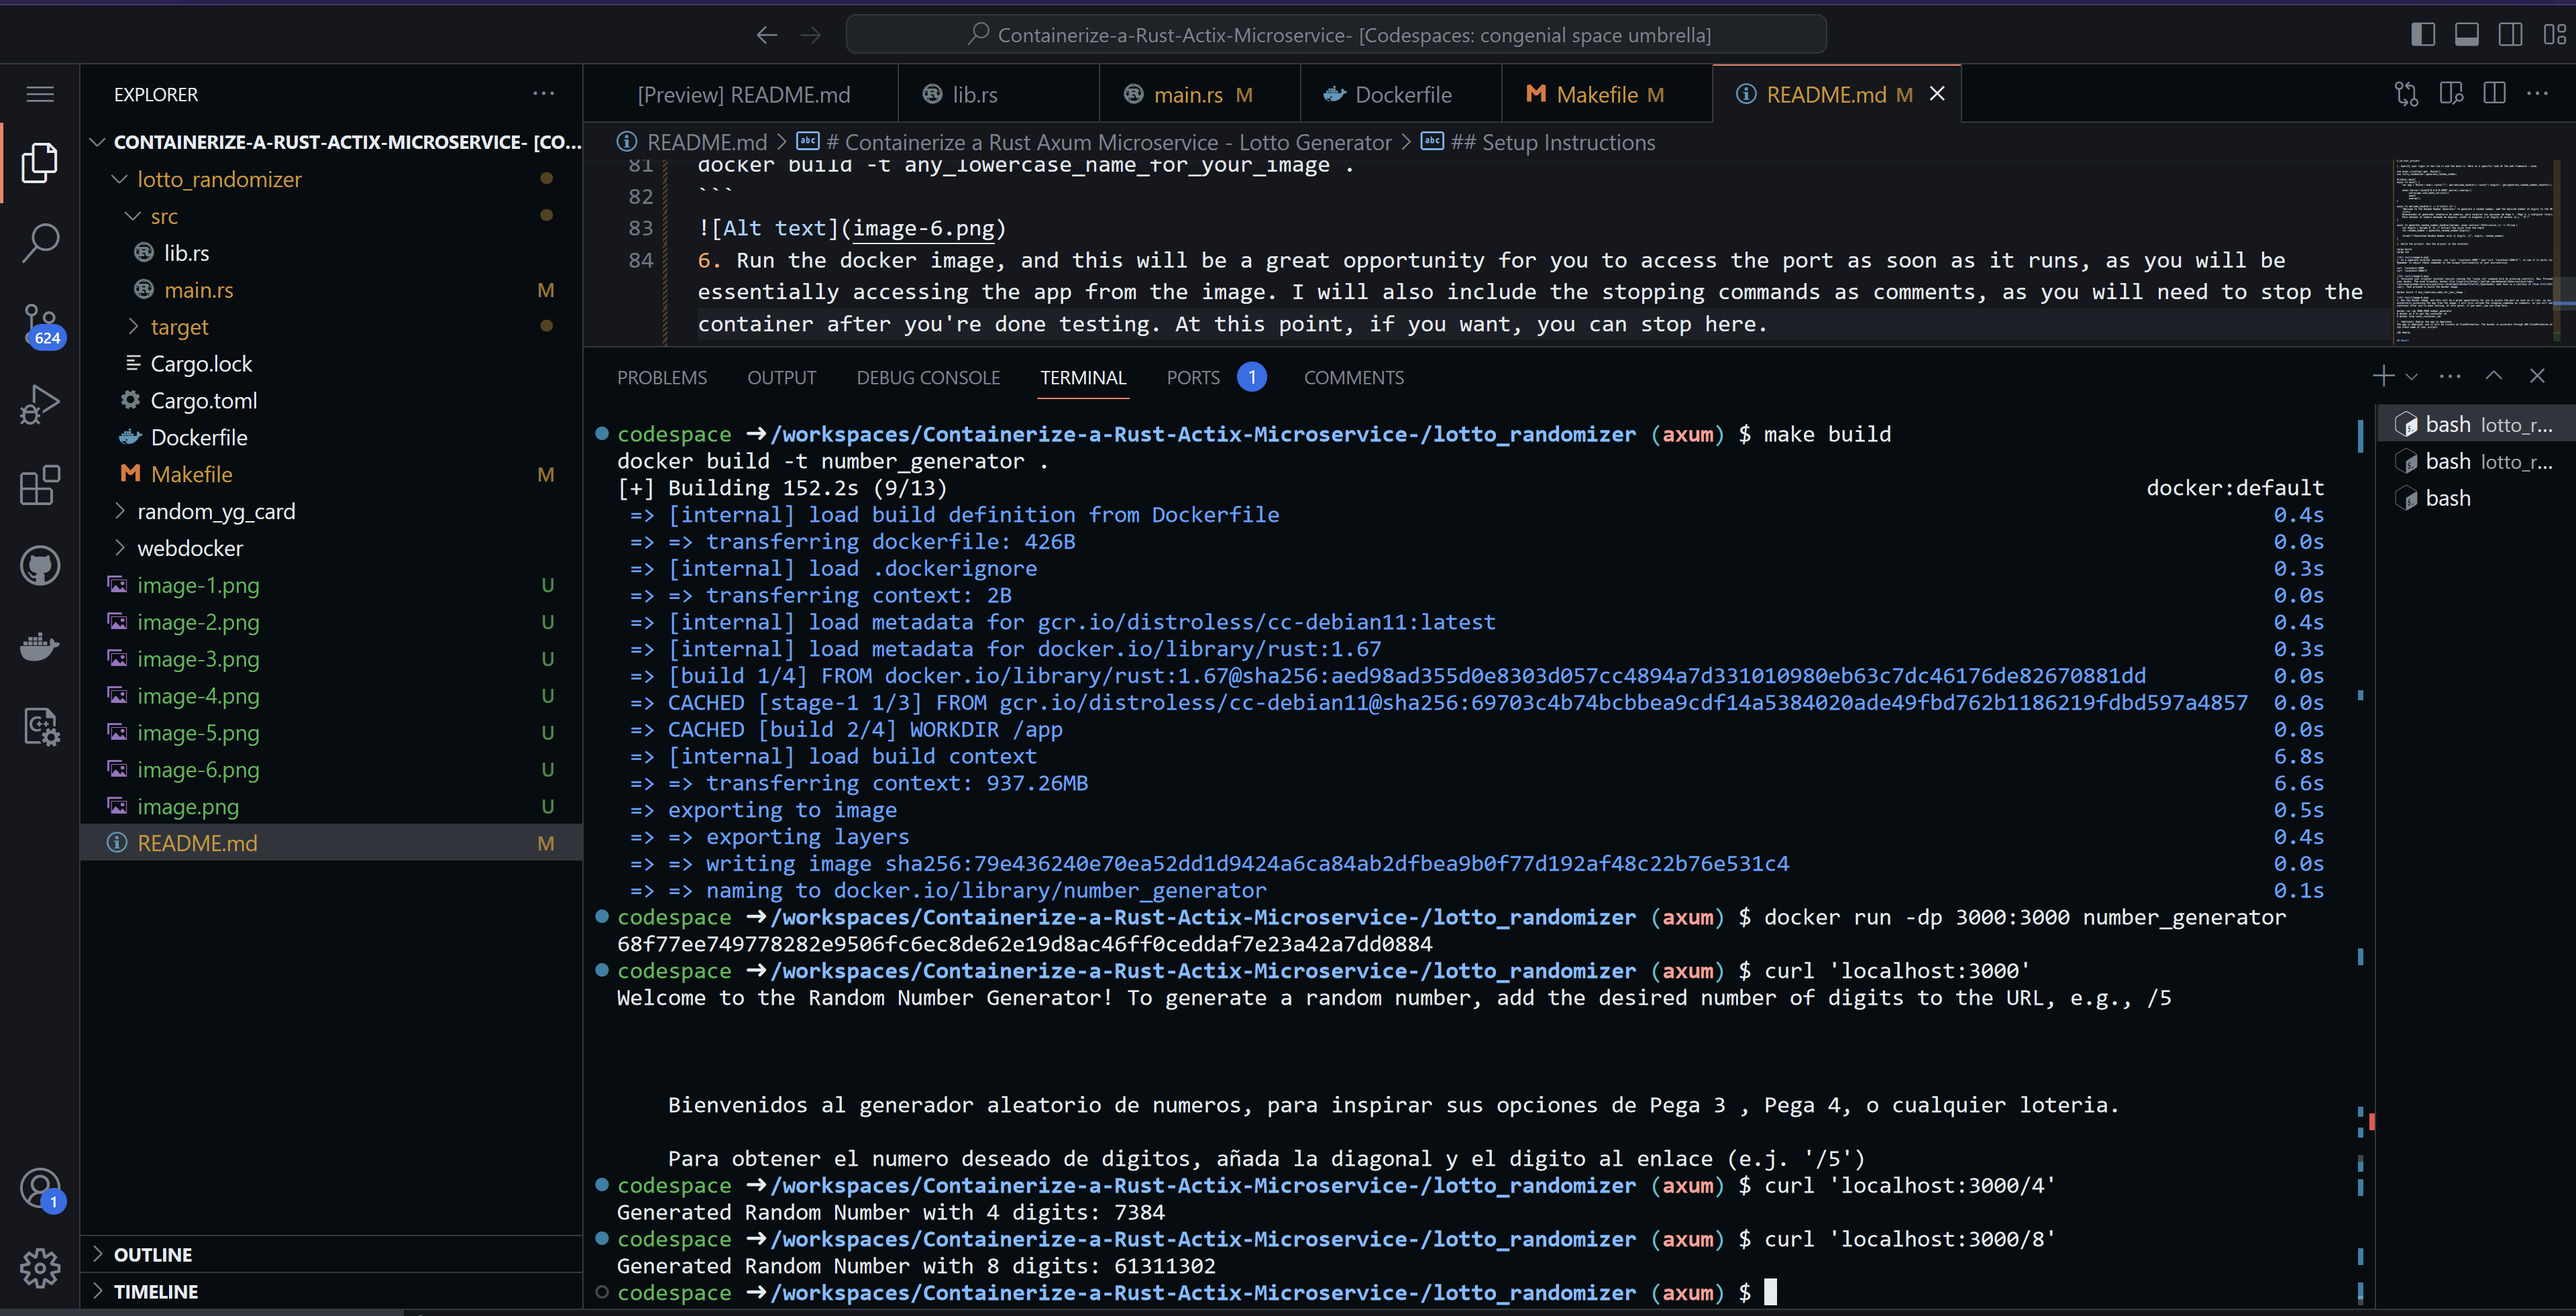 Containerize-a-Rust-Actix-Microservice- [Codespaces: congenial space umbrella]
EXPLORER
CONTAINERIZE-A-RUST-ACTIX-MICROSERVICE- [CO...
lotto_randomizer
src
lib.rs
main.rs M
target
Cargo.lock
Cargo.toml
Dockerfile
Makefile M
random_yg_card
webdocker
image-1.png U
image-2.png U
image-3.png U
image-4.png U
image-5.png U
image-6.png U
image.png U
README.md M
OUTLINE
TIMELINE
624
1
[Preview] README.md lib.rs main.rs M Dockerfile Makefile M README.md M
README.md > # Containerize a Rust Axum Microservice - Lotto Generator > ## Setup Instructions
81 docker build -t any_lowercase_name_for_your_image .
82 ```
83 ![Alt text](image-6.png)
84 6. Run the docker image, and this will be a great opportunity for you to access the port as soon as it runs, as you will be
essentially accessing the app from the image. I will also include the stopping commands as comments, as you will need to stop the
container after you're done testing. At this point, if you want, you can stop here.
PROBLEMS OUTPUT DEBUG CONSOLE TERMINAL PORTS 1 COMMENTS
codespace ➜/workspaces/Containerize-a-Rust-Actix-Microservice-/lotto_randomizer (axum) $ make build
docker build -t number_generator .
[+] Building 152.2s (9/13) docker:default
=> [internal] load build definition from Dockerfile 0.4s
=> => transferring dockerfile: 426B 0.0s
=> [internal] load .dockerignore 0.3s
=> => transferring context: 2B 0.0s
=> [internal] load metadata for gcr.io/distroless/cc-debian11:latest 0.4s
=> [internal] load metadata for docker.io/library/rust:1.67 0.3s
=> [build 1/4] FROM docker.io/library/rust:1.67@sha256:aed98ad355d0e8303d057cc4894a7d331010980eb63c7dc46176de82670881dd 0.0s
=> CACHED [stage-1 1/3] FROM gcr.io/distroless/cc-debian11@sha256:69703c4b74bcbbea9cdf14a5384020ade49fbd762b1186219fdbd597a4857 0.0s
=> CACHED [build 2/4] WORKDIR /app 0.0s
=> [internal] load build context 6.8s
=> => transferring context: 937.26MB 6.6s
=> exporting to image 0.5s
=> => exporting layers 0.4s
=> => writing image sha256:79e436240e70ea52dd1d9424a6ca84ab2dfbea9b0f77d192af48c22b76e531c4 0.0s
=> => naming to docker.io/library/number_generator 0.1s
codespace ➜/workspaces/Containerize-a-Rust-Actix-Microservice-/lotto_randomizer (axum) $ docker run -dp 3000:3000 number_generator
68f77ee749778282e9506fc6ec8de62e19d8ac46ff0ceddaf7e23a42a7dd0884
codespace ➜/workspaces/Containerize-a-Rust-Actix-Microservice-/lotto_randomizer (axum) $ curl 'localhost:3000'
Welcome to the Random Number Generator! To generate a random number, add the desired number of digits to the URL, e.g., /5
Bienvenidos al generador aleatorio de numeros, para inspirar sus opciones de Pega 3 , Pega 4, o cualquier loteria.
Para obtener el numero deseado de digitos, añada la diagonal y el digito al enlace (e.j. '/5')
codespace ➜/workspaces/Containerize-a-Rust-Actix-Microservice-/lotto_randomizer (axum) $ curl 'localhost:3000/4'
Generated Random Number with 4 digits: 7384
codespace ➜/workspaces/Containerize-a-Rust-Actix-Microservice-/lotto_randomizer (axum) $ curl 'localhost:3000/8'
Generated Random Number with 8 digits: 61311302
codespace ➜/workspaces/Containerize-a-Rust-Actix-Microservice-/lotto_randomizer (axum) $
bash lotto_r...
bash lotto_r...
bash